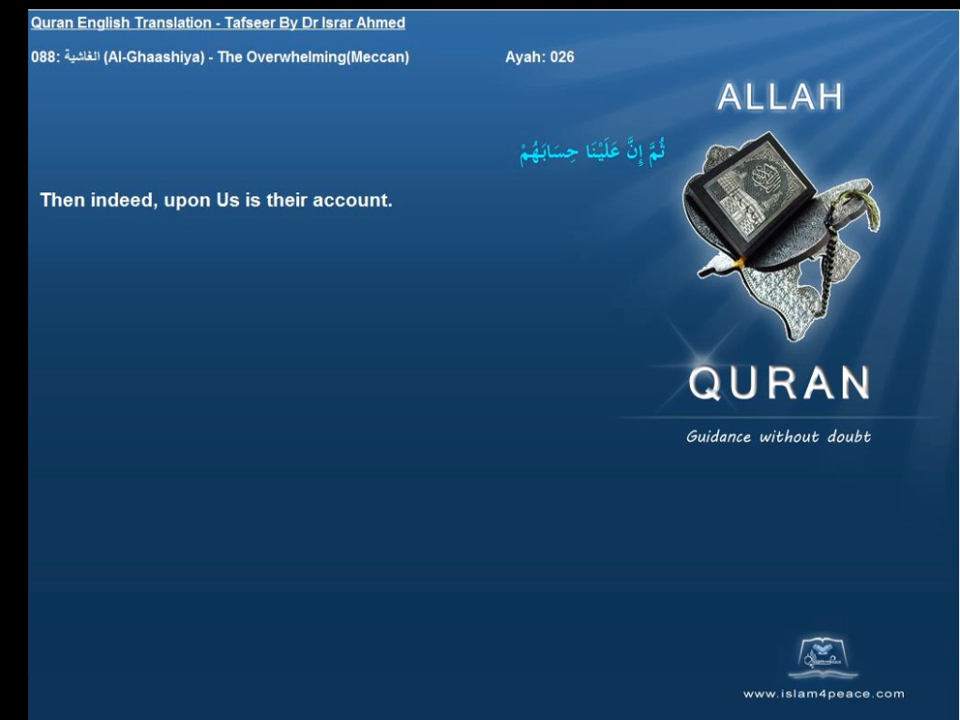 Quran English Translation - Tafseer By Dr Israr Ahmed
088: الغاشية (Al-Ghaashiya) - The Overwhelming(Meccan) Ayah: 026
ALLAH
ثُمَّ إِنَّ عَلَيْنَا حِسَابَهُمْ
Then indeed, upon Us is their account.
QURAN
Guidance without doubt
www.islam4peace.com